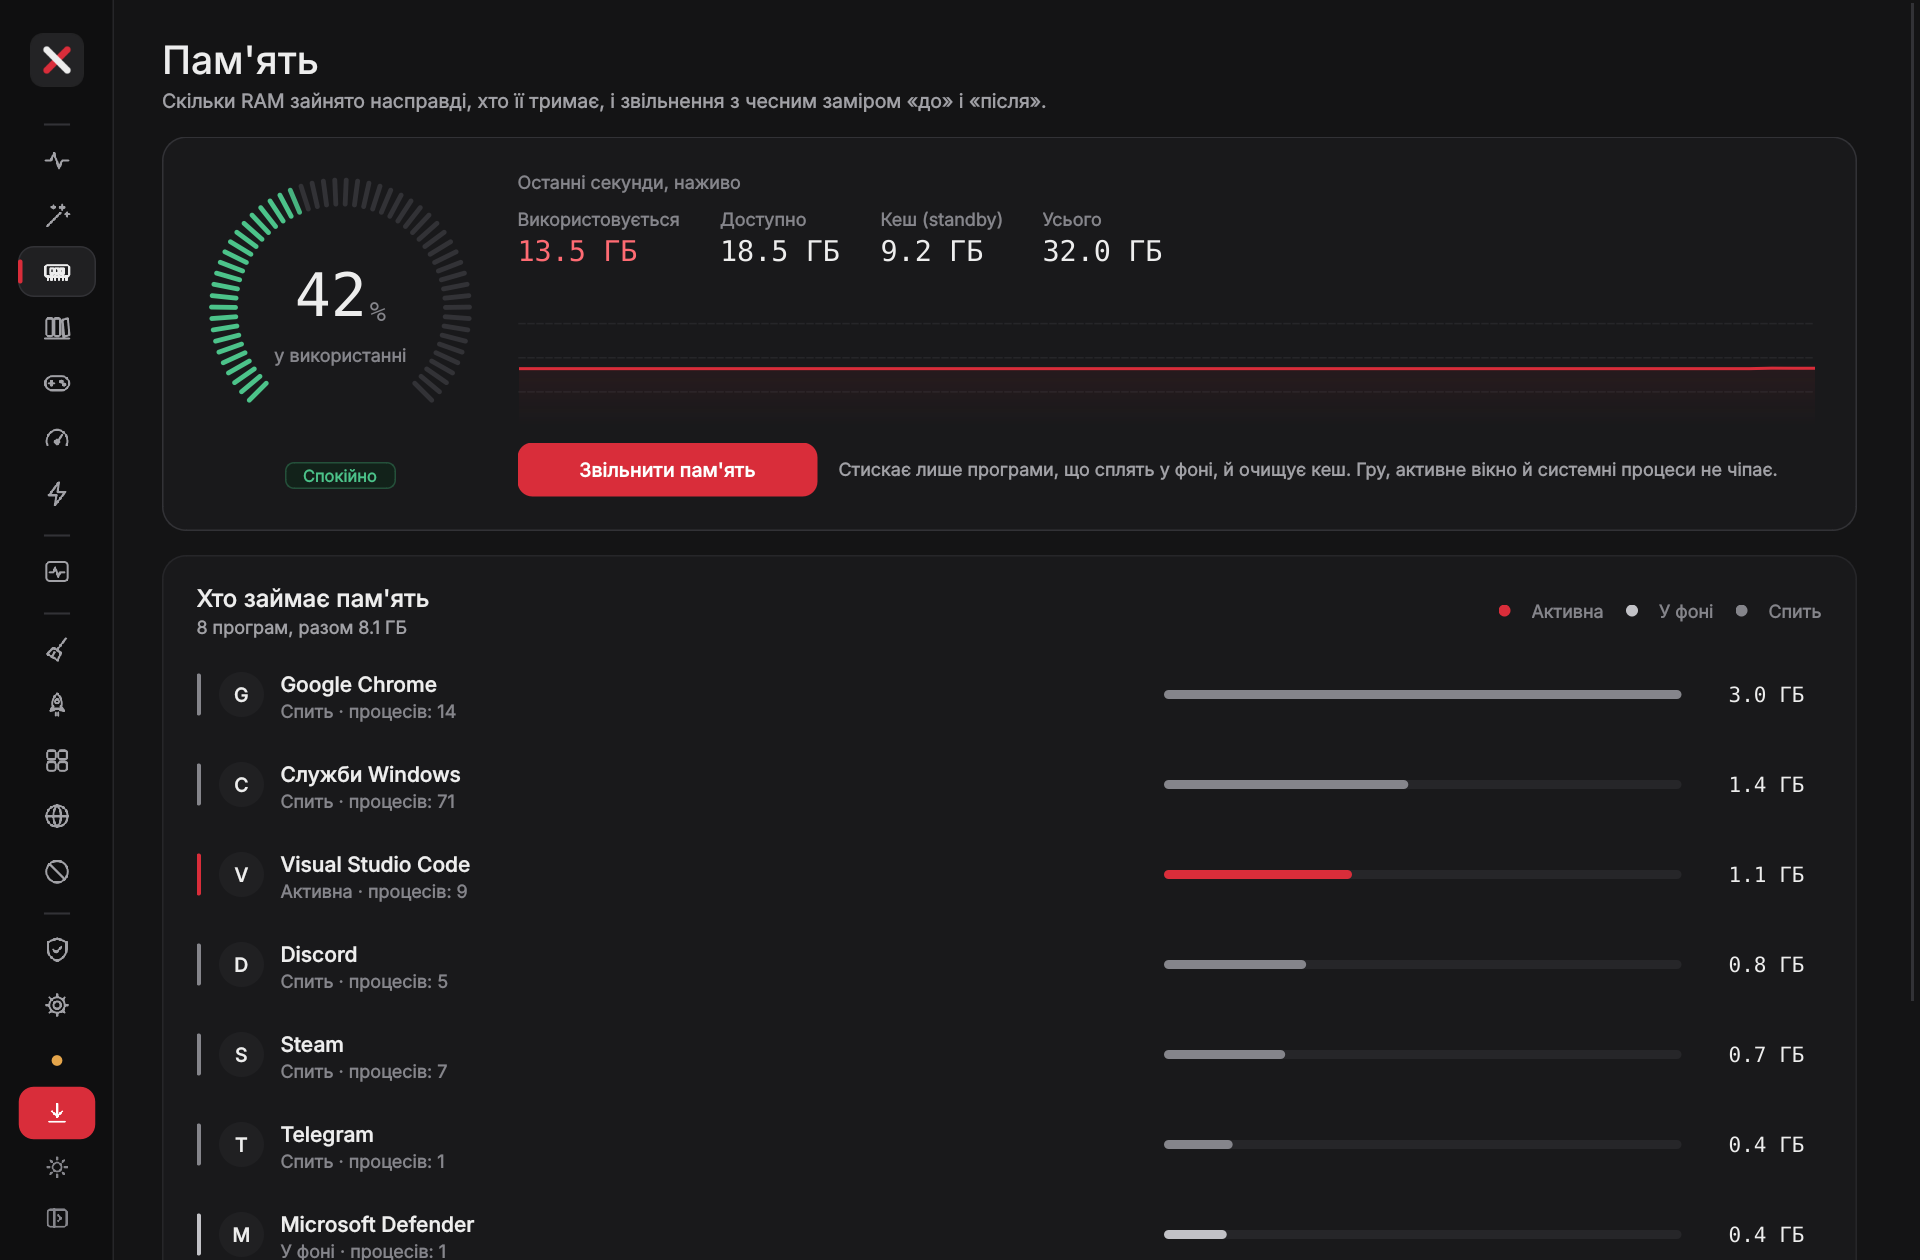 Пам'ять
Скільки RAM зайнято насправді, хто її тримає, і звільнення з чесним заміром «до» і «після».
42%
у використанні
Спокійно
Останні секунди, наживо
Використовується Доступно Кеш (standby) Усього
13.5 ГБ 18.5 ГБ 9.2 ГБ 32.0 ГБ
Звільнити пам'ять
Стискає лише програми, що сплять у фоні, й очищує кеш. Гру, активне вікно й системні процеси не чіпає.
Хто займає пам'ять
8 програм, разом 8.1 ГБ
Активна У фоні Спить
G Google Chrome 3.0 ГБ
Спить · процесів: 14
С Служби Windows 1.4 ГБ
Спить · процесів: 71
V Visual Studio Code 1.1 ГБ
Активна · процесів: 9
D Discord 0.8 ГБ
Спить · процесів: 5
S Steam 0.7 ГБ
Спить · процесів: 7
T Telegram 0.4 ГБ
Спить · процесів: 1
M Microsoft Defender 0.4 ГБ
У фоні · процесів: 1